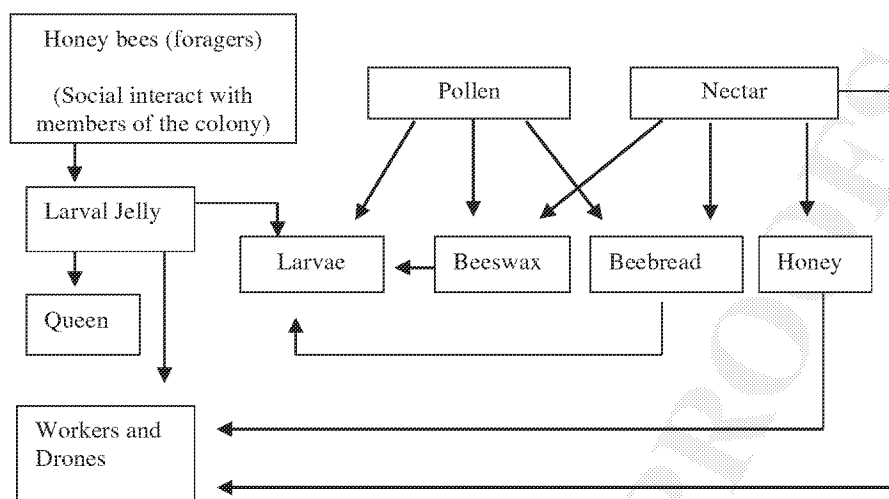 Honey bees (foragers)
(Social interact with
members of the colony)
Pollen
Nectar
Larval Jelly
Larvae
Beeswax
Beebread
Honey
Queen
Workers and
Drones
PROOFS